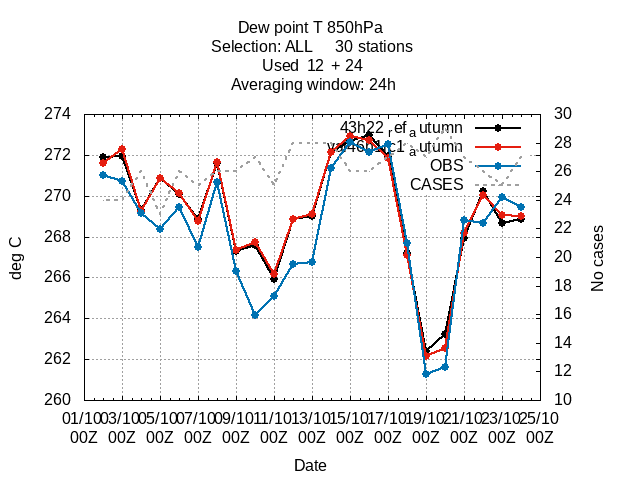 Dew point T 850hPa
Selection: ALL 30 stations
Used 12 + 24
Averaging window: 24h
274
272
270
268
266
264
262
260
30
28
26
24
22
20
18
16
14
12
10
deg C
No cases
43h22_ref_autumn
OBS
CASES
01/10 03/10 05/10 07/10 09/10 11/10 13/10 15/10 17/10 19/10 21/10 23/10 25/10
00Z 00Z 00Z 00Z 00Z 00Z 00Z 00Z 00Z 00Z 00Z 00Z 00Z
Date